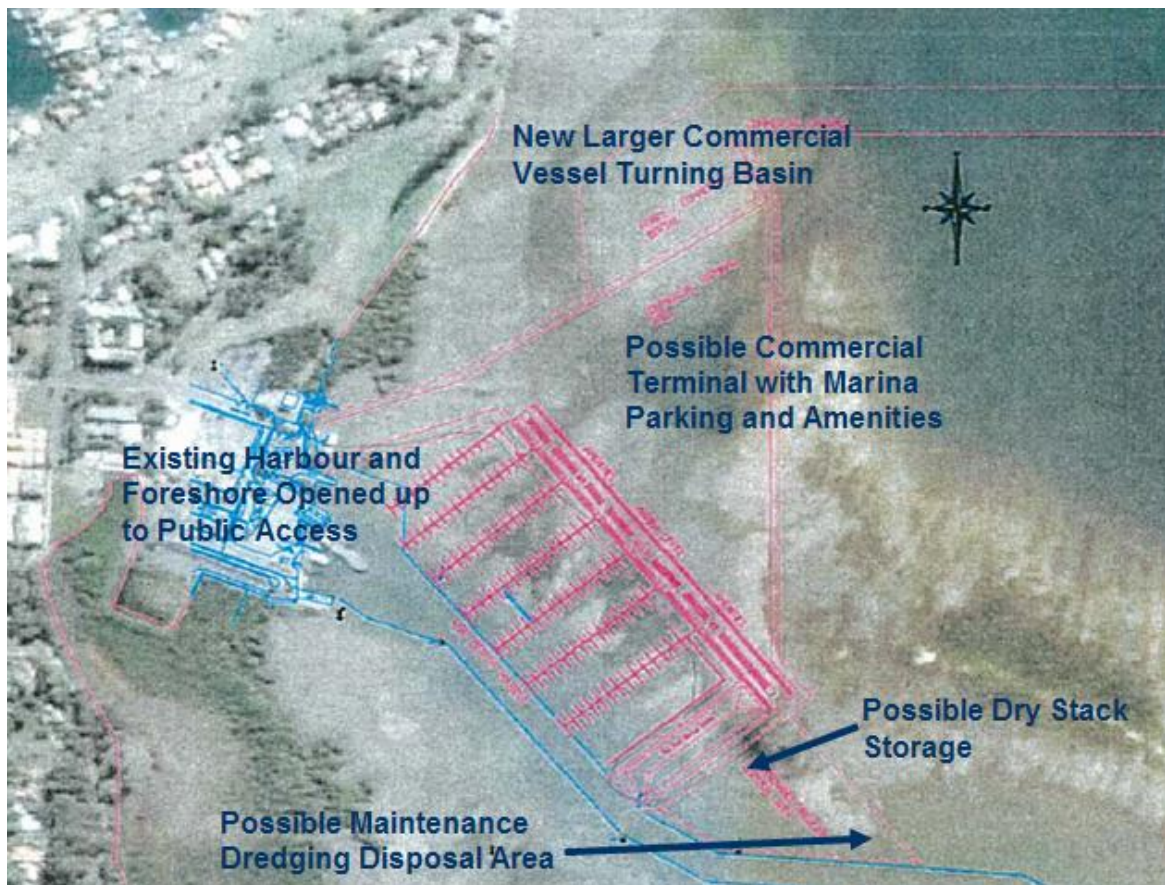 New Larger Commercial
Vessel Turning Basin
Possible Commercial
Terminal with Marina
Parking and Amenities
Existing Harbour and
Foreshore Opened up
to Public Access
Possible Dry Stack
Storage
Possible Maintenance
Dredging Disposal Area